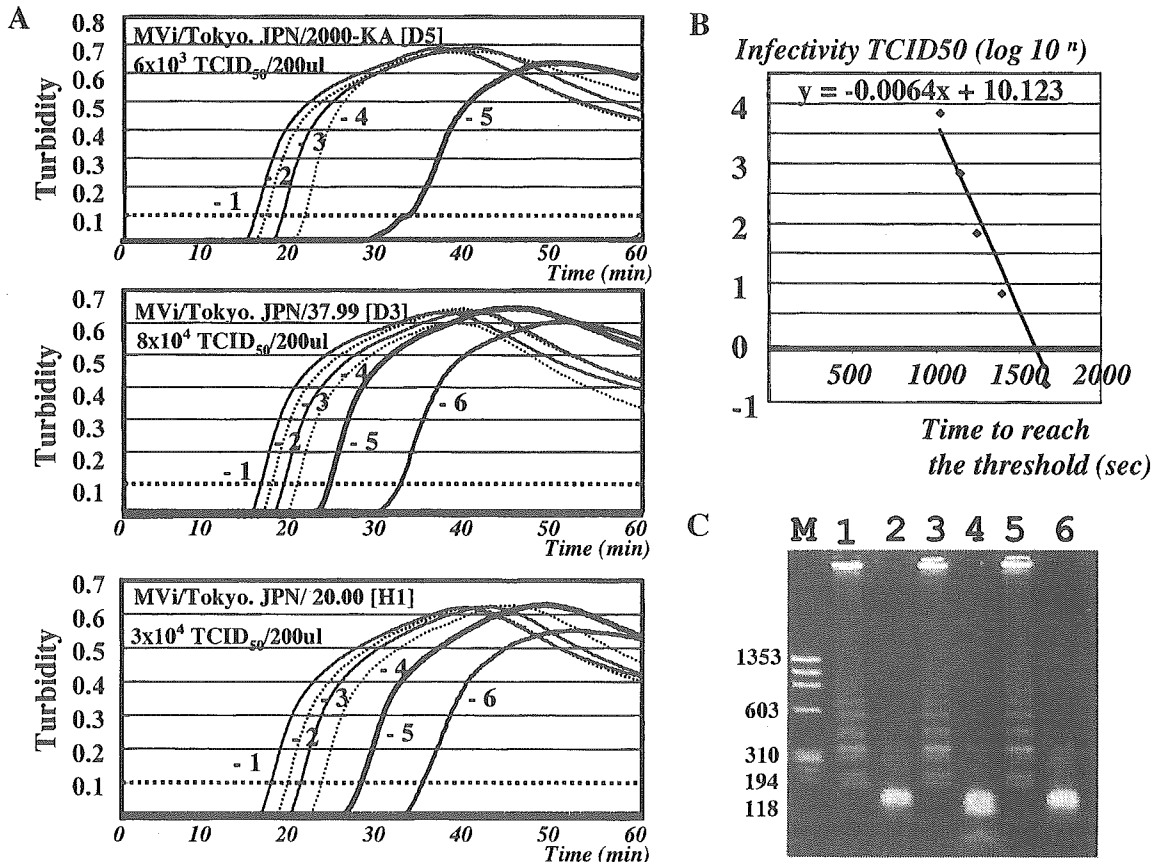 A
MVi/Tokyo. JPN/2000-KA [D5]
6x10³ TCID₅₀/200ul
Turbidity
0.8
0.7
0.6
0.5
0.4
0.3
0.2
0.1
- 1
- 2
- 3
- 4
- 5
0 10 20 30 40 50 60
Time (min)
MVi/Tokyo. JPN/37.99 [D3]
8x10⁴ TCID₅₀/200ul
Turbidity
0.7
0.6
0.5
0.4
0.3
0.2
0.1
- 1
- 2
- 3
- 4
- 5
- 6
0 10 20 30 40 50 60
Time (min)
MVi/Tokyo. JPN/ 20.00 [H1]
3x10⁴ TCID₅₀/200ul
Turbidity
0.7
0.6
0.5
0.4
0.3
0.2
0.1
- 1
- 2
- 3
- 4
- 5
- 6
0 10 20 30 40 50 60
Time (min)
B
Infectivity TCID50 (log 10 ⁿ)
y = -0.0064x + 10.123
4
3
2
1
0
-1
500 1000 1500 2000
Time to reach
the threshold (sec)
C
M 1 2 3 4 5 6
1353
603
310
194
118